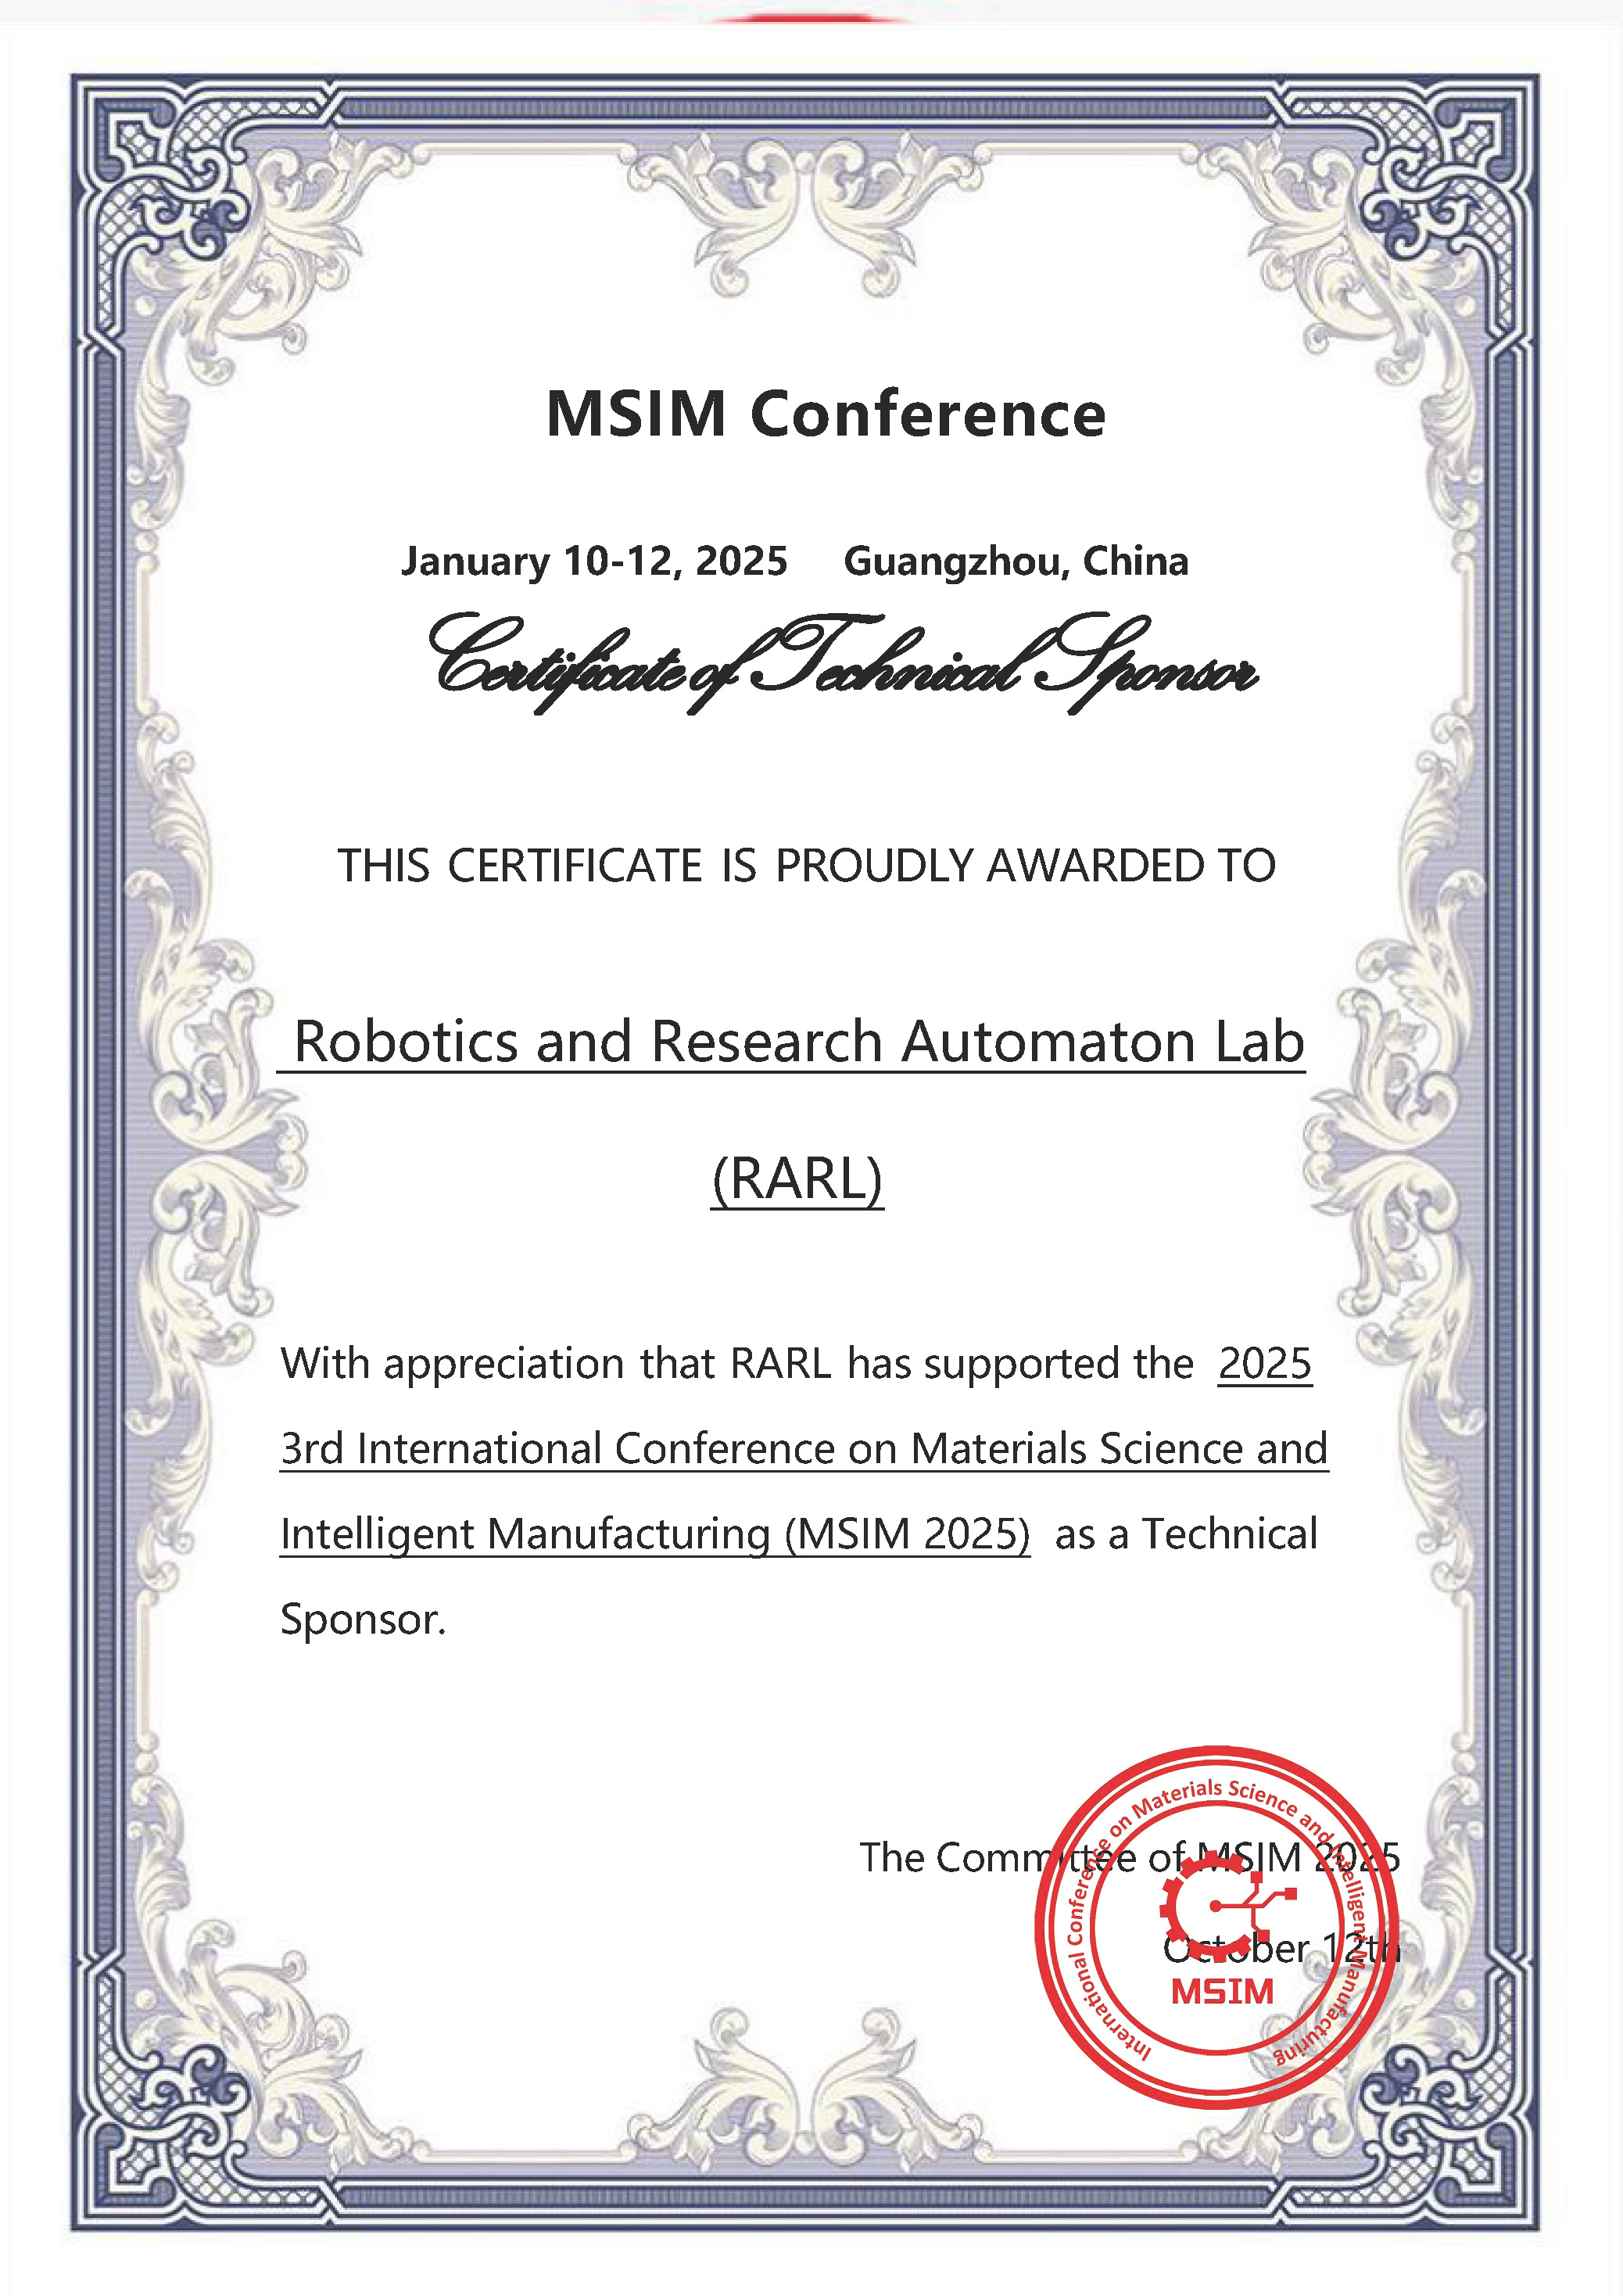 MSIM Conference
January 10-12, 2025 Guangzhou, China
Certificate of Technical Sponsor
THIS CERTIFICATE IS PROUDLY AWARDED TO
Robotics and Research Automaton Lab
(RARL)
With appreciation that RARL has supported the 2025
3rd International Conference on Materials Science and
Intelligent Manufacturing (MSIM 2025) as a Technical
Sponsor.
The Committee of MSIM 2025
October 12th
International Conference on Materials Science and Intelligent Manufacturing
MSIM